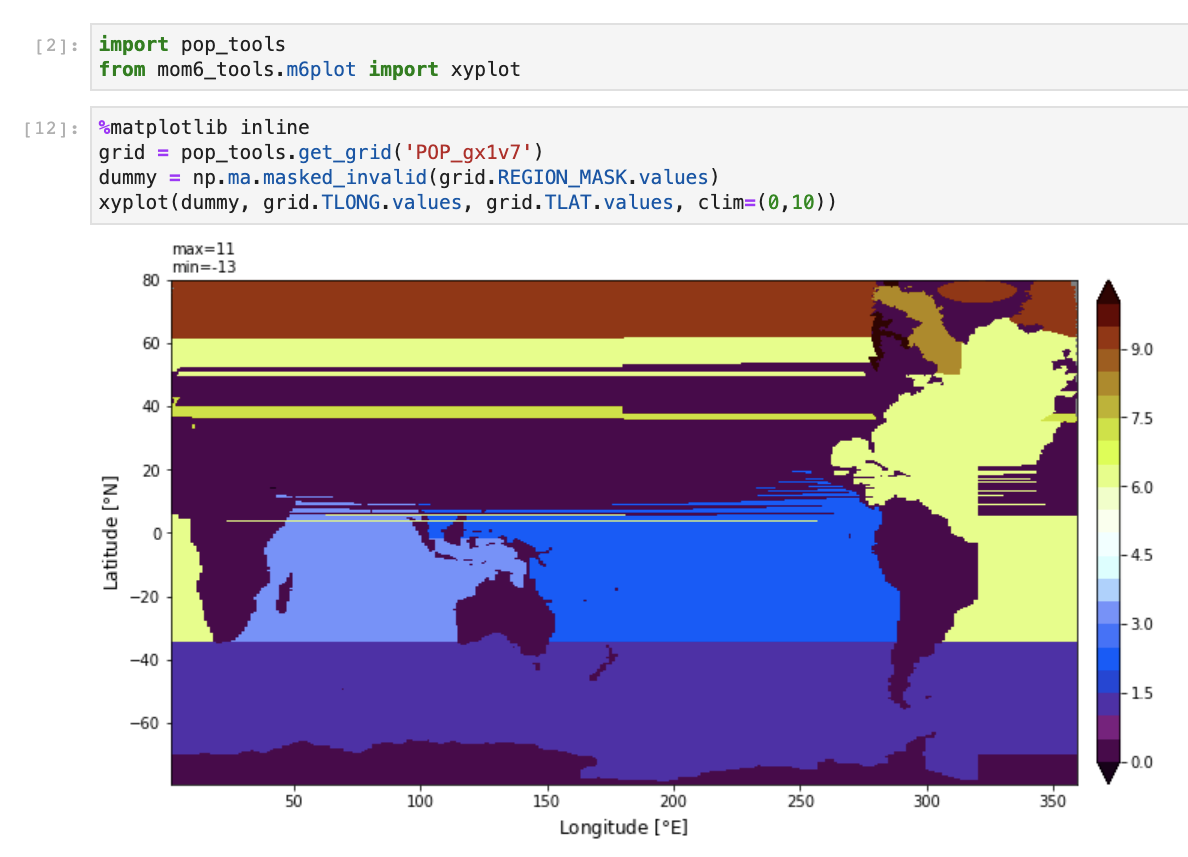 [2]: import pop_tools
from mom6_tools.m6plot import xyplot
[12]: %matplotlib inline
grid = pop_tools.get_grid('POP_gx1v7')
dummy = np.ma.masked_invalid(grid.REGION_MASK.values)
xyplot(dummy, grid.TLONG.values, grid.TLAT.values, clim=(0,10))
max=11
min=-13
80
60
40
20
0
−20
−40
−60
Latitude [°N]
50 100 150 200 250 300 350
Longitude [°E]
9.0
7.5
6.0
4.5
3.0
1.5
0.0